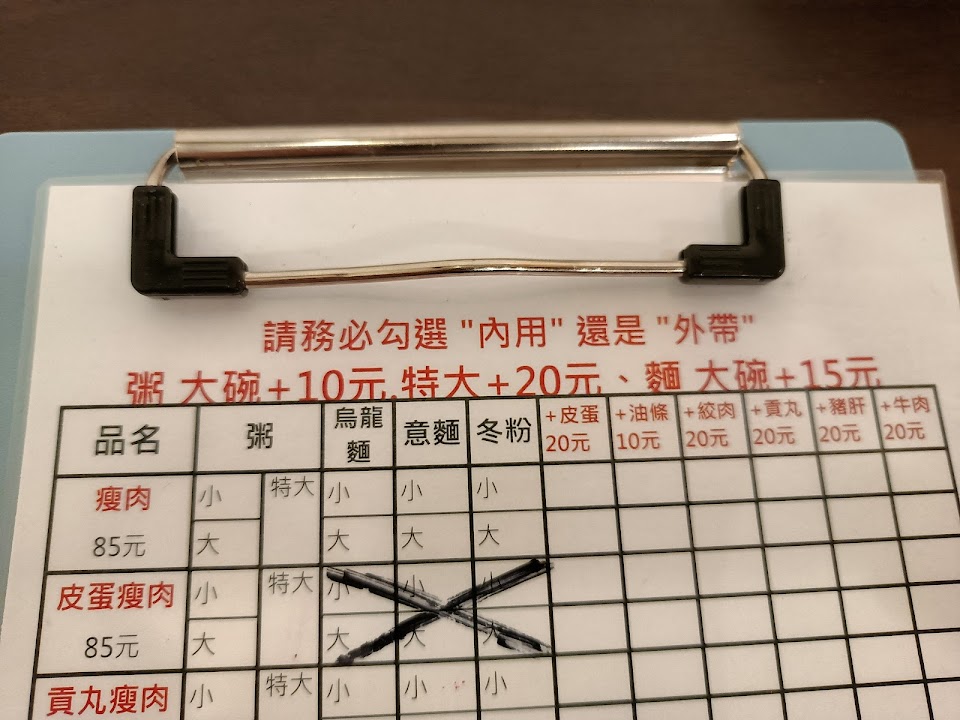 請務必勾選 "內用" 還是 "外帶"
粥 大碗+10元.特大+20元、麵 大碗+15元
品名 粥 烏龍麵 意麵 冬粉 +皮蛋20元 +油條10元 +絞肉20元 +貢丸20元 +豬肝20元 +牛肉20元
瘦肉 小 特大 小 小 小
85元 大 大 大 大
皮蛋瘦肉 小 特大 小 小 小
85元 大 大 大 大
貢丸瘦肉 小 特大 小 小 小